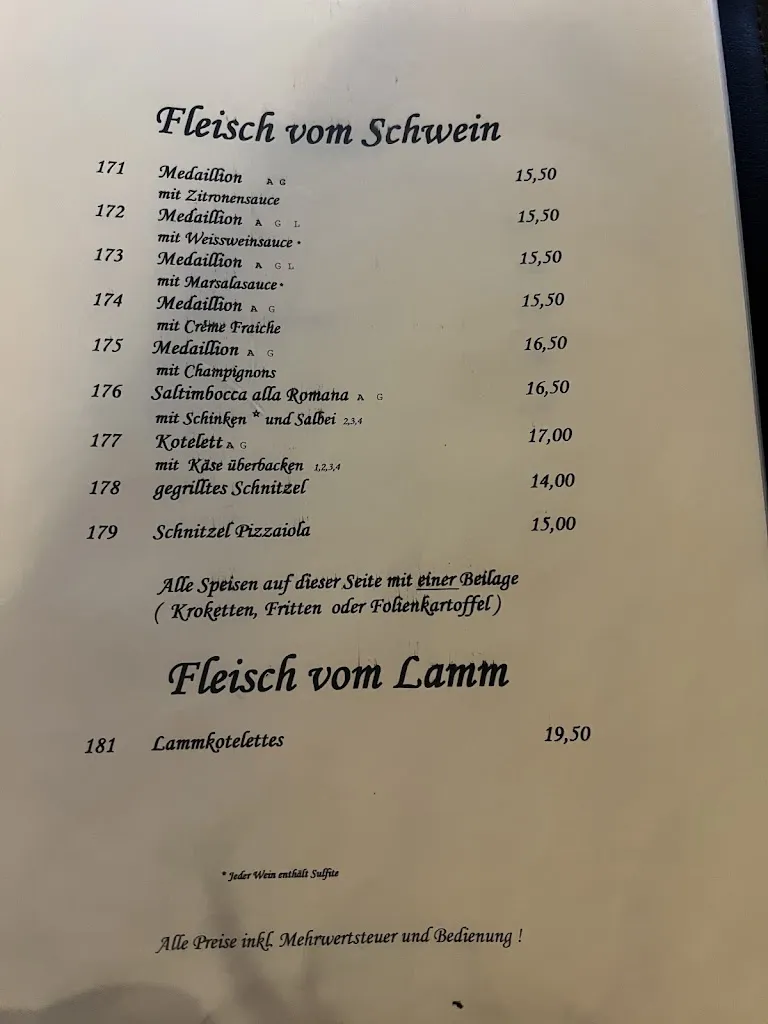 Fleisch vom Schwein
171 Medaillion A G 15,50
mit Zitronensauce
172 Medaillion A G L 15,50
mit Weissweinsauce *
173 Medaillion A G L 15,50
mit Marsalasauce *
174 Medaillion A G 15,50
mit Crème Fraiche
175 Medaillion A G 16,50
mit Champignons
176 Saltimbocca alla Romana A G 16,50
mit Schinken * und Salbei 2,3,4
177 Kotelett A G 17,00
mit Käse überbacken 1,2,3,4
178 gegrilltes Schnitzel 14,00
179 Schnitzel Pizzaiola 15,00
Alle Speisen auf dieser Seite mit einer Beilage
( Kroketten, Fritten oder Folienkartoffel )
Fleisch vom Lamm
181 Lammkotelettes 19,50
* Jeder Wein enthält Sulfite
Alle Preise inkl. Mehrwertsteuer und Bedienung !